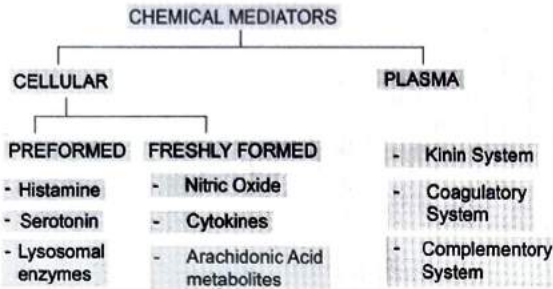 CHEMICAL MEDIATORS
CELLULAR
PLASMA
PREFORMED
- Histamine
- Serotonin
- Lysosomal
enzymes
FRESHLY FORMED
- Nitric Oxide
- Cytokines
- Arachidonic Acid
metabolites
- Kinin System
- Coagulatory
System
- Complementory
System